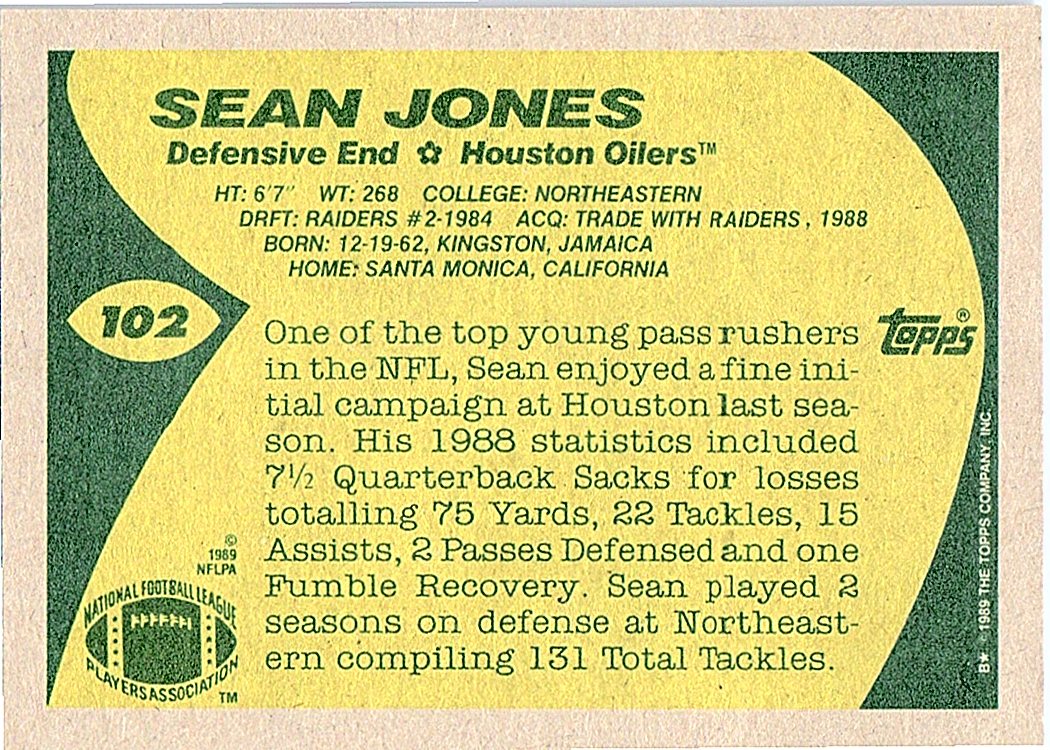 SEAN JONES
Defensive End ✿ Houston Oilers™
HT: 6'7" WT: 268 COLLEGE: NORTHEASTERN
DRFT: RAIDERS #2-1984 ACQ: TRADE WITH RAIDERS, 1988
BORN: 12-19-62, KINGSTON, JAMAICA
HOME: SANTA MONICA, CALIFORNIA
102
One of the top young pass rushers
in the NFL, Sean enjoyed a fine ini-
tial campaign at Houston last sea-
son. His 1988 statistics included
7½ Quarterback Sacks for losses
totalling 75 Yards, 22 Tackles, 15
Assists, 2 Passes Defensed and one
Fumble Recovery. Sean played 2
seasons on defense at Northeast-
ern compiling 131 Total Tackles.
topps®
©
1989
NFLPA
NATIONAL FOOTBALL LEAGUE
PLAYERS ASSOCIATION
TM
B★ © 1989 THE TOPPS COMPANY, INC.